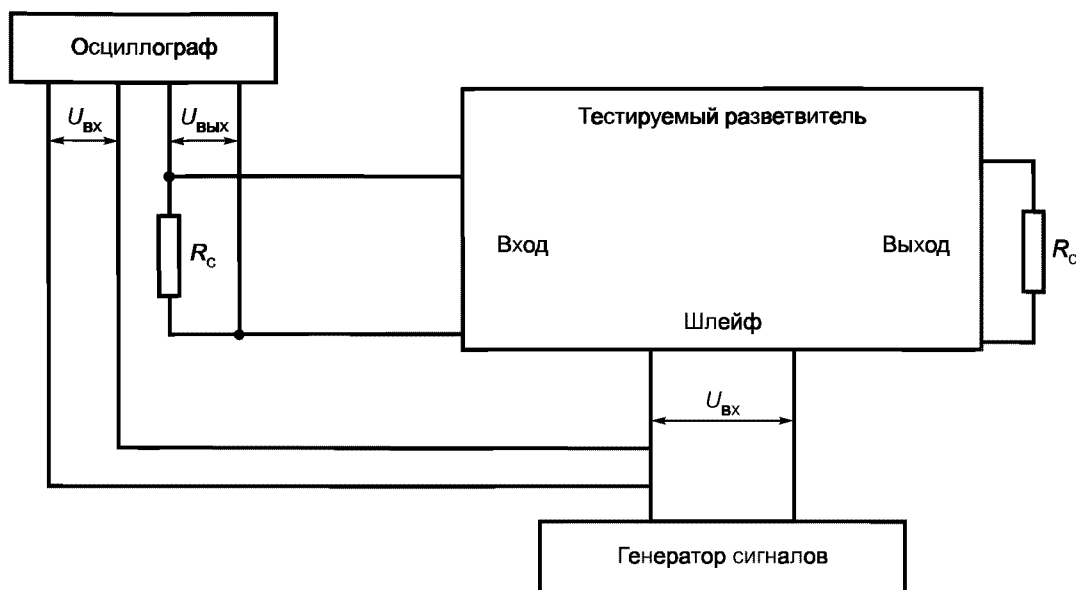 Осциллограф
Uвх
Uвых
Тестируемый разветвитель
Rс
Вход
Выход
Rс
Шлейф
Uвх
Генератор сигналов